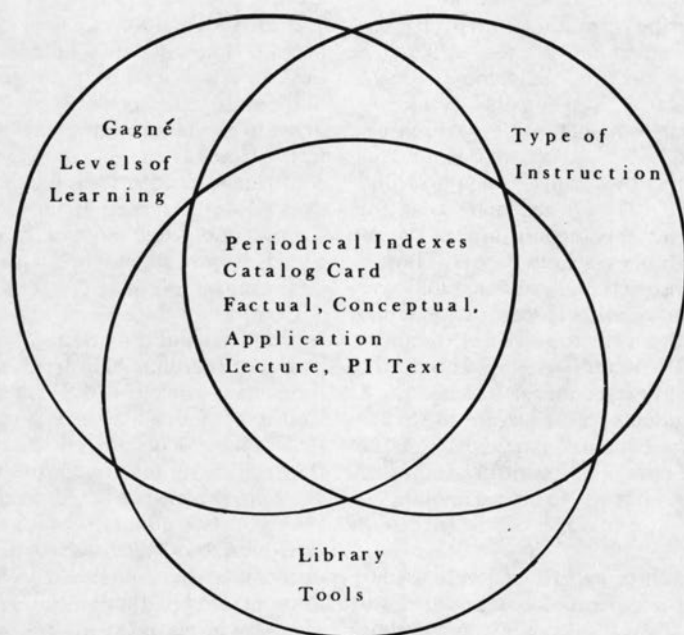 Gagné
Levels of
Learning
Type of
Instruction
Periodical Indexes
Catalog Card
Factual, Conceptual.
Application
Lecture, PI Text
Library
Tools